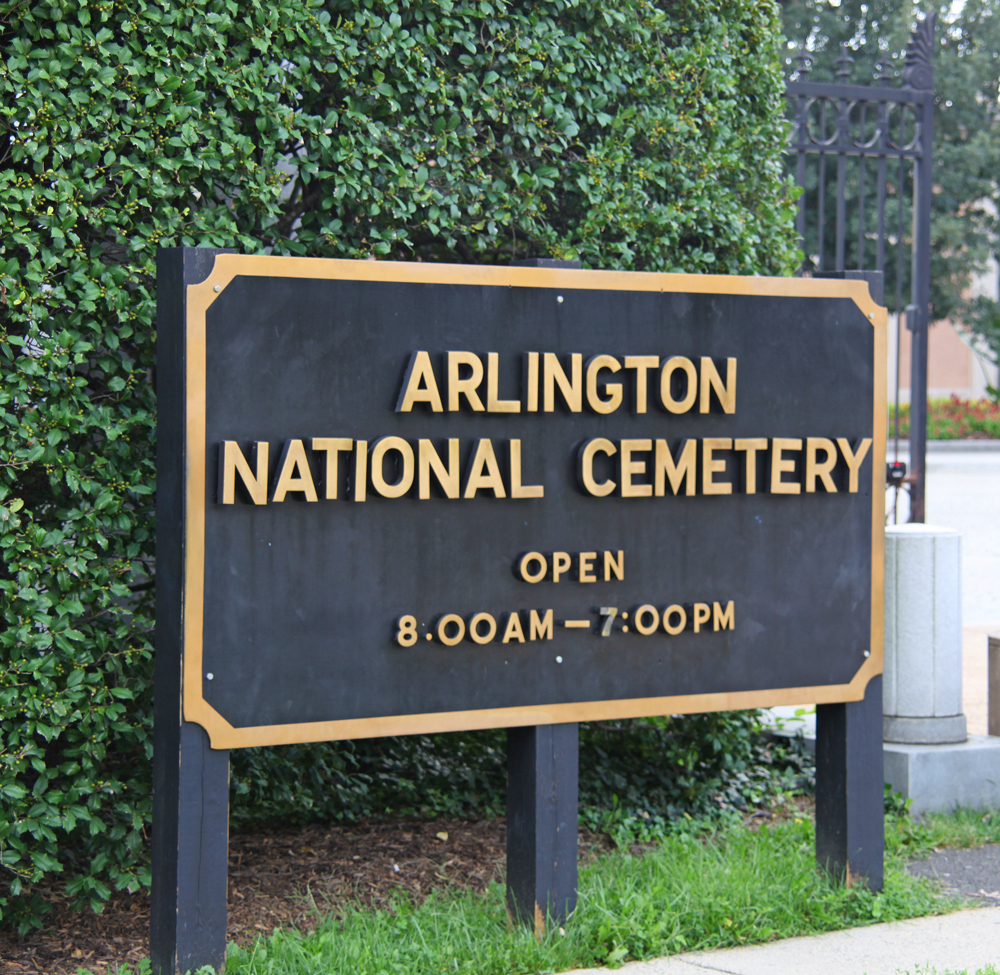 ARLINGTON
NATIONAL CEMETERY
OPEN
8.00AM – 7:00PM